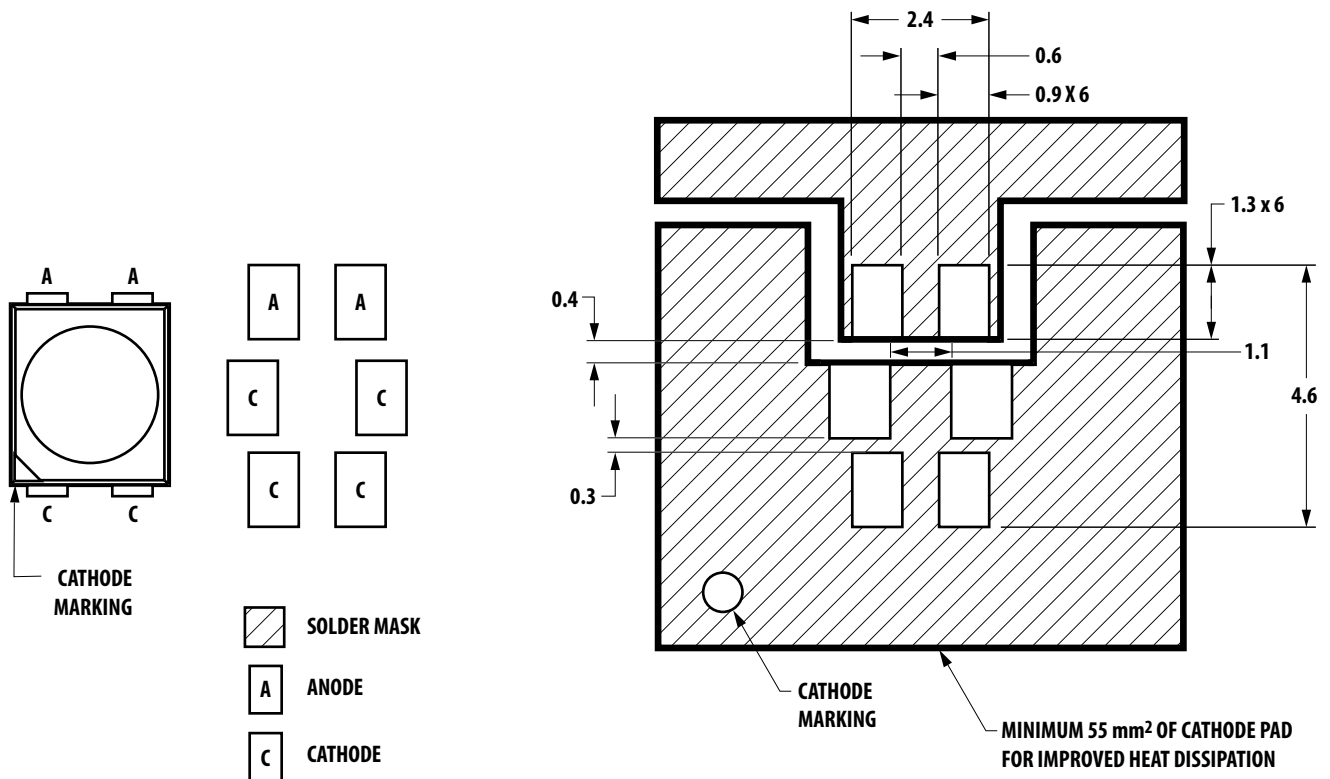 A A
C C
CATHODE
MARKING
A A
C C
C C
SOLDER MASK
A ANODE
C CATHODE
2.4
0.6
0.9 X 6
1.3 x 6
0.4
1.1
4.6
0.3
CATHODE
MARKING
MINIMUM 55 mm² OF CATHODE PAD
FOR IMPROVED HEAT DISSIPATION